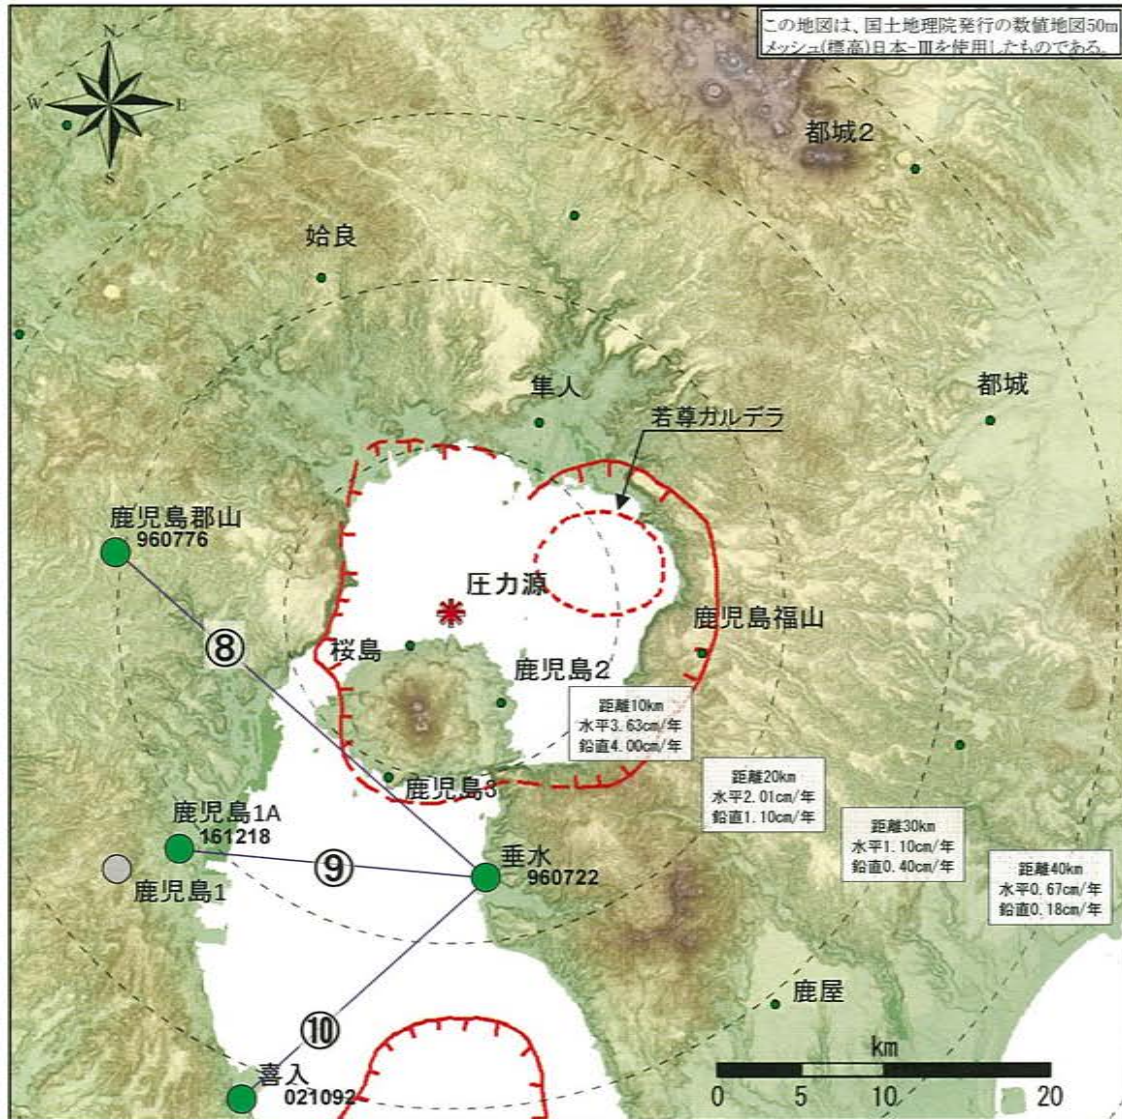 この地図は、国土地理院発行の数値地図50m
メッシュ(標高)日本-Ⅲを使用したものである。
N
W
E
S
都城2
姶良
隼人
都城
若尊カルデラ
鹿児島郡山
960776
圧力源
⑧
桜島
鹿児島福山
鹿児島2
距離10km
水平3.63cm/年
鉛直4.00cm/年
鹿児島3
距離20km
水平2.01cm/年
鉛直1.10cm/年
鹿児島1A
161218
距離30km
水平1.10cm/年
鉛直0.40cm/年
⑨
垂水
960722
鹿児島1
距離40km
水平0.67cm/年
鉛直0.18cm/年
鹿屋
⑩
喜入
021092
km
0 5 10 20